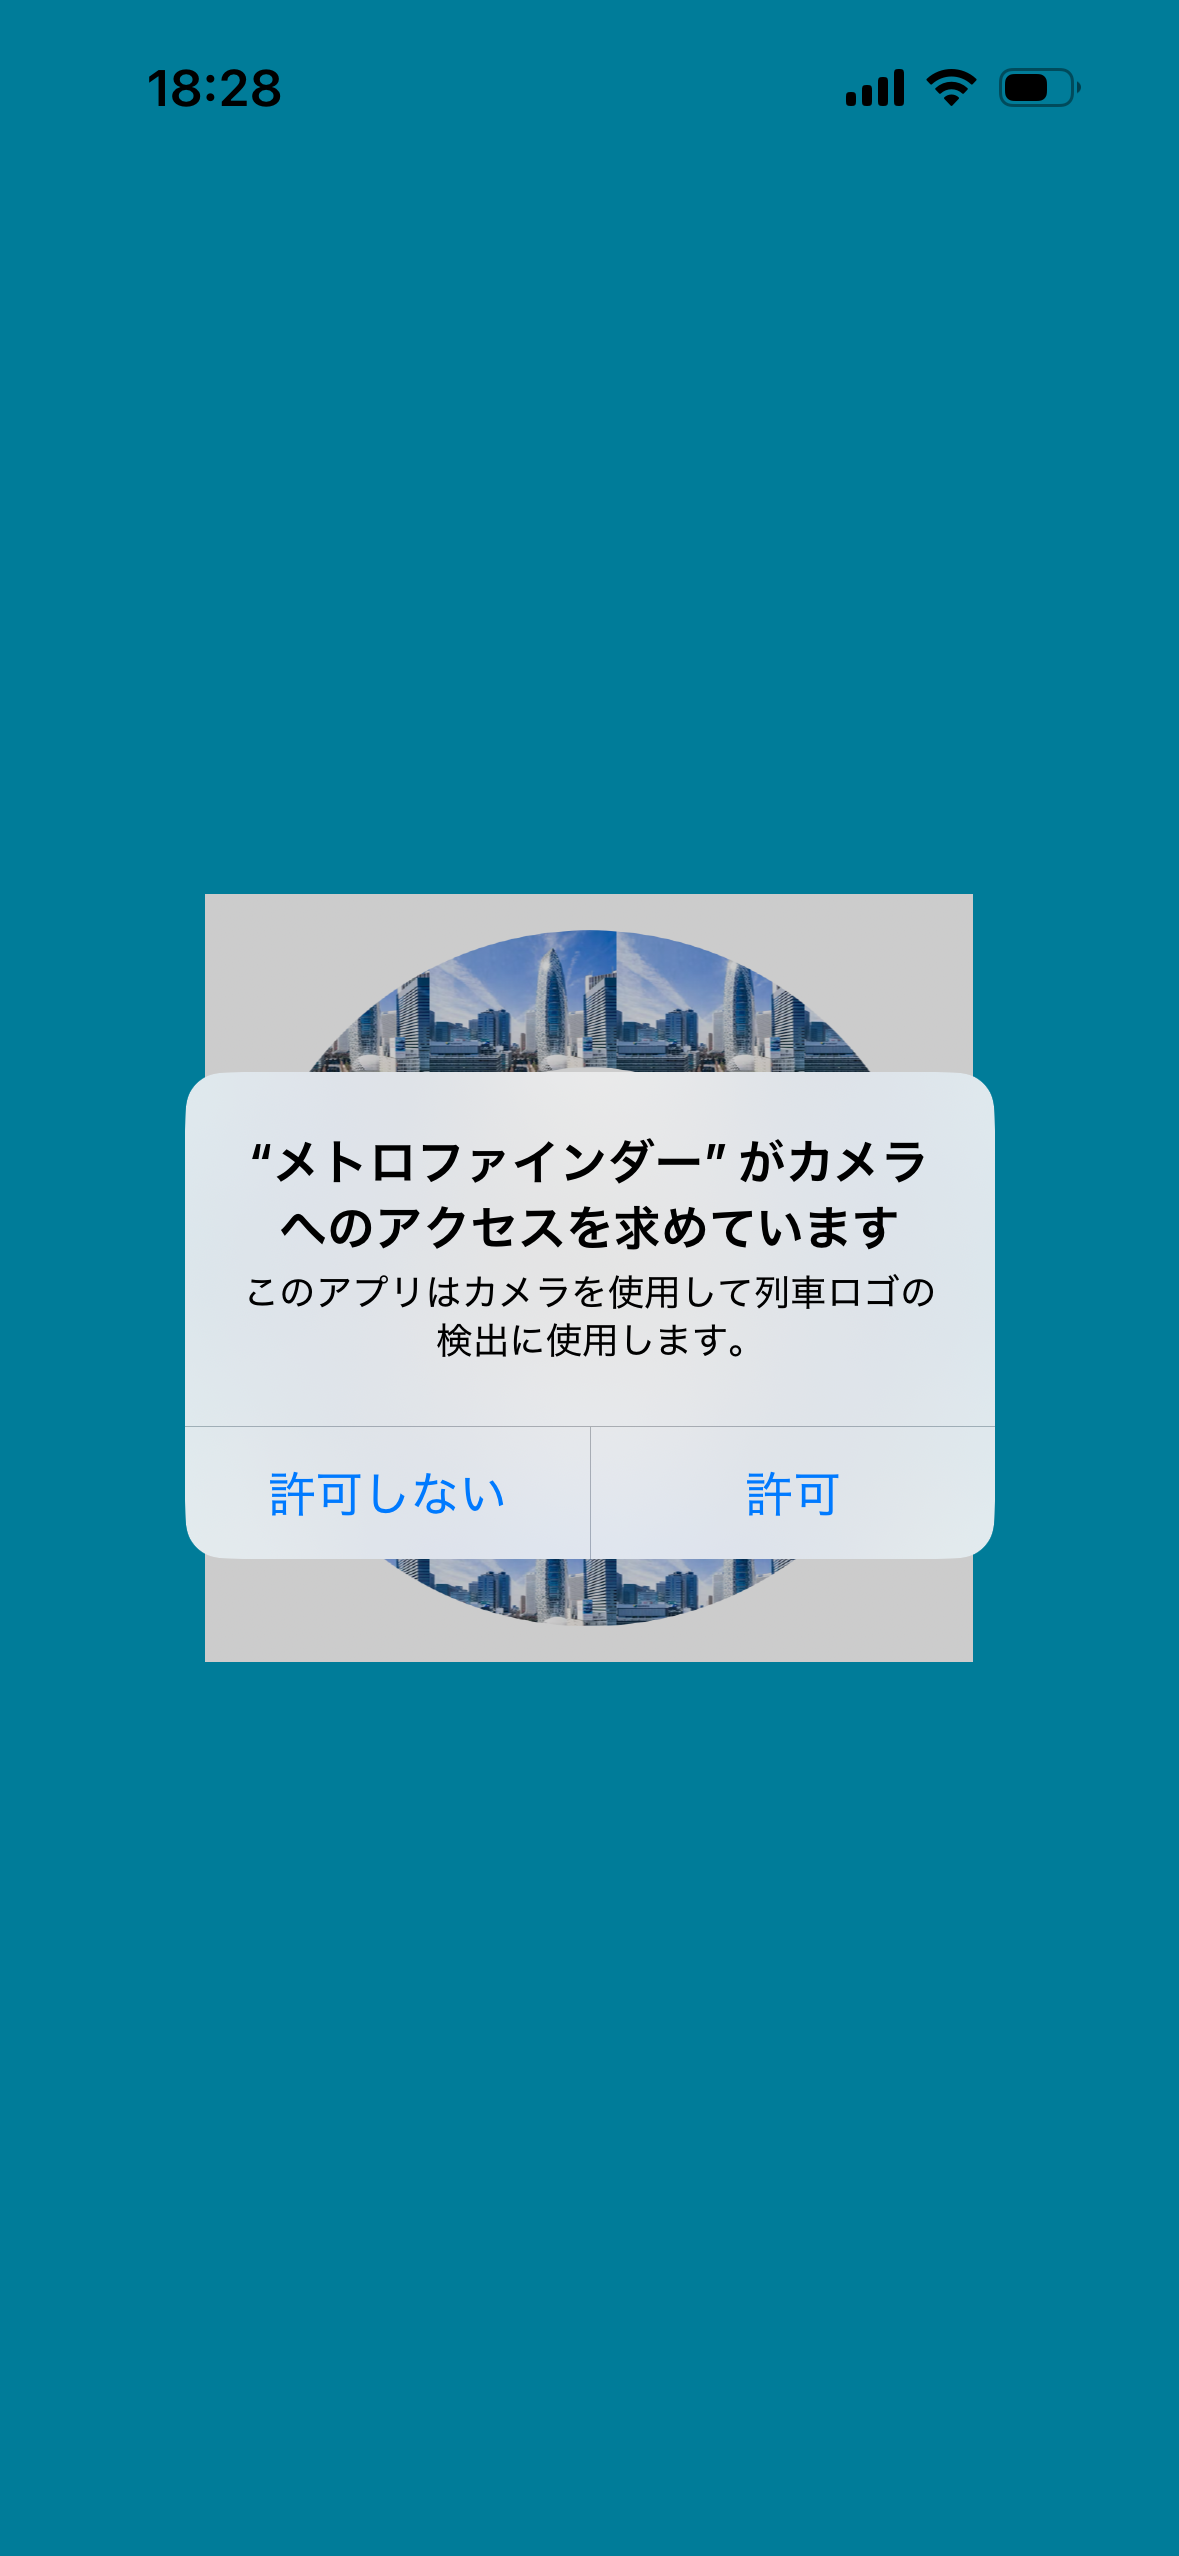 18:28
“メトロファインダー”がカメラ
へのアクセスを求めています
このアプリはカメラを使用して列車ロゴの
検出に使用します。
許可しない
許可